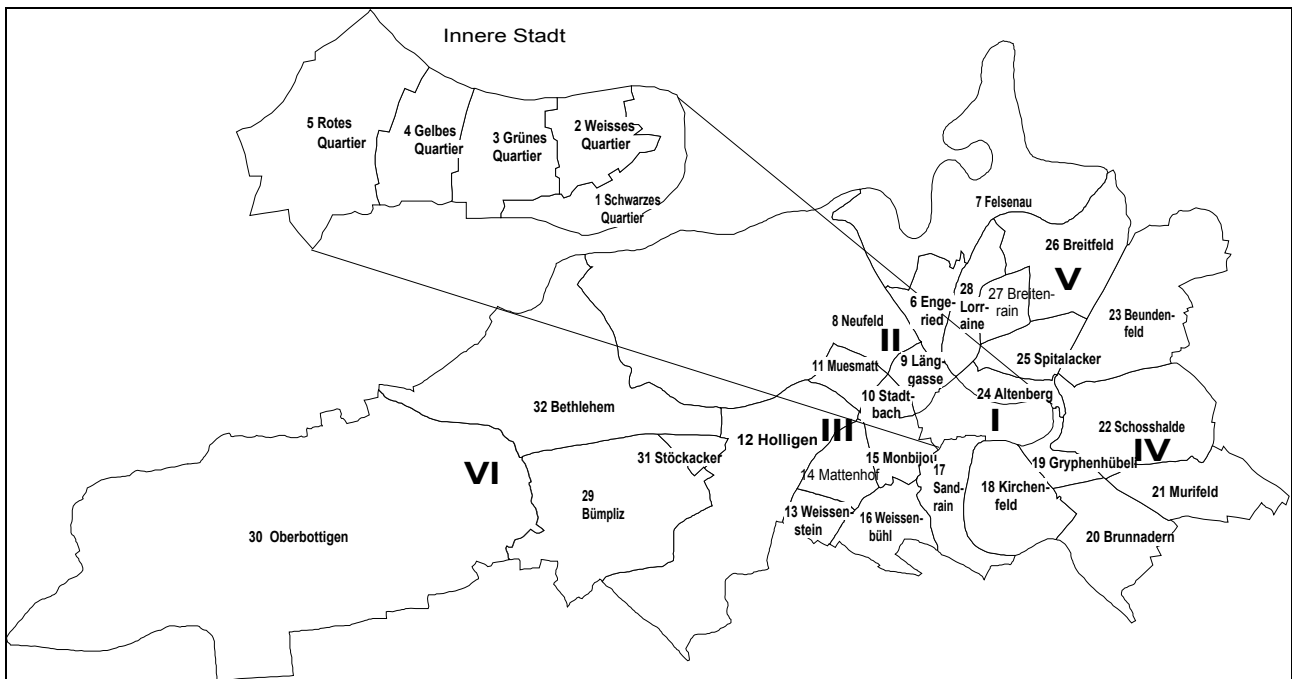 Innere Stadt
5 Rotes
Quartier
4 Gelbes
Quartier
3 Grünes
Quartier
2 Weisses
Quartier
1 Schwarzes
Quartier
7 Felsenau
26 Breitfeld
V
6 Enge-
ried
28
Lorr-
aine
27 Breiten-
rain
23 Beunden-
feld
8 Neufeld
II
9 Läng-
gasse
11 Muesmatt
25 Spitalacker
10 Stadt-
bach
24 Altenberg
I
32 Bethlehem
12 Holligen
III
22 Schosshalde
IV
31 Stöckacker
15 Monbijou
14 Mattenhof
17
Sand-
rain
19 Gryphenhübeli
18 Kirchen-
feld
21 Murifeld
VI
29
Bümpliz
13 Weissen-
stein
16 Weissen-
bühl
20 Brunnadern
30 Oberbottigen